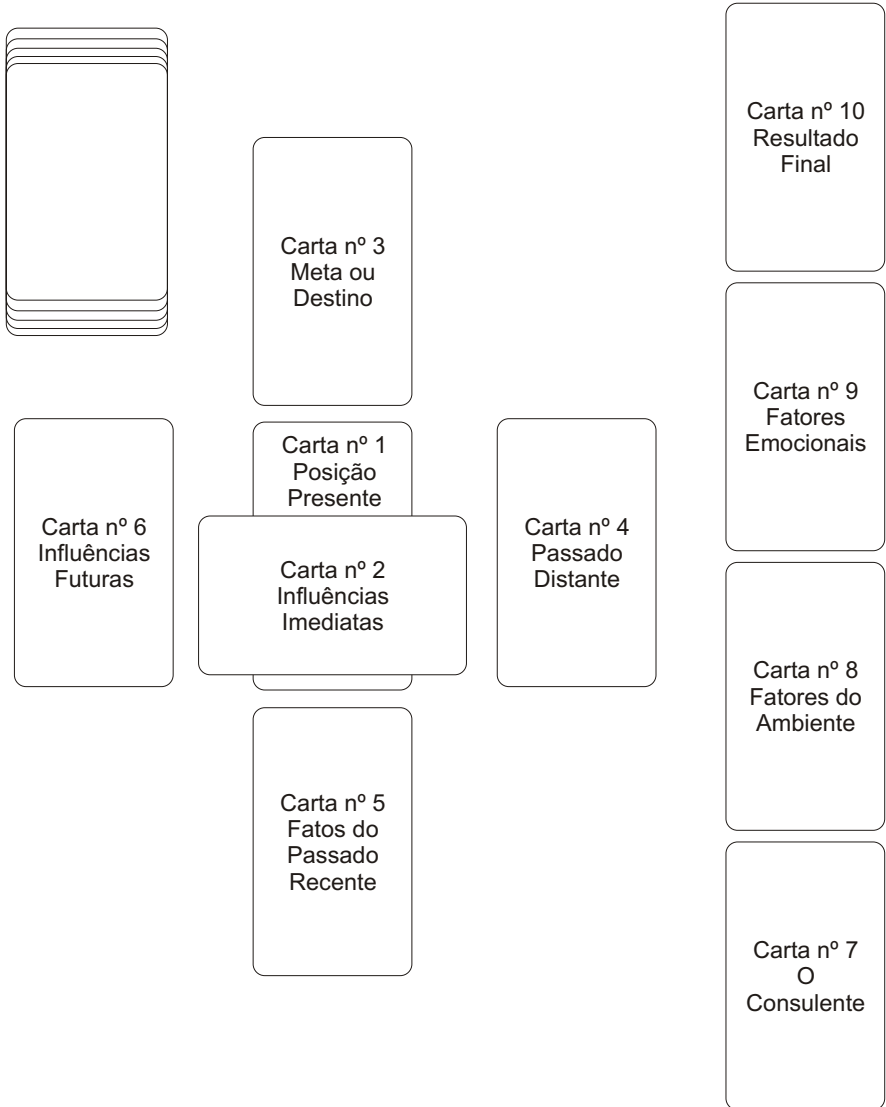 Carta nº 10
Resultado
Final
Carta nº 3
Meta ou
Destino
Carta nº 9
Fatores
Emocionais
Carta nº 1
Posição
Presente
Carta nº 6
Influências
Futuras
Carta nº 2
Influências
Imediatas
Carta nº 4
Passado
Distante
Carta nº 8
Fatores do
Ambiente
Carta nº 5
Fatos do
Passado
Recente
Carta nº 7
O
Consulente